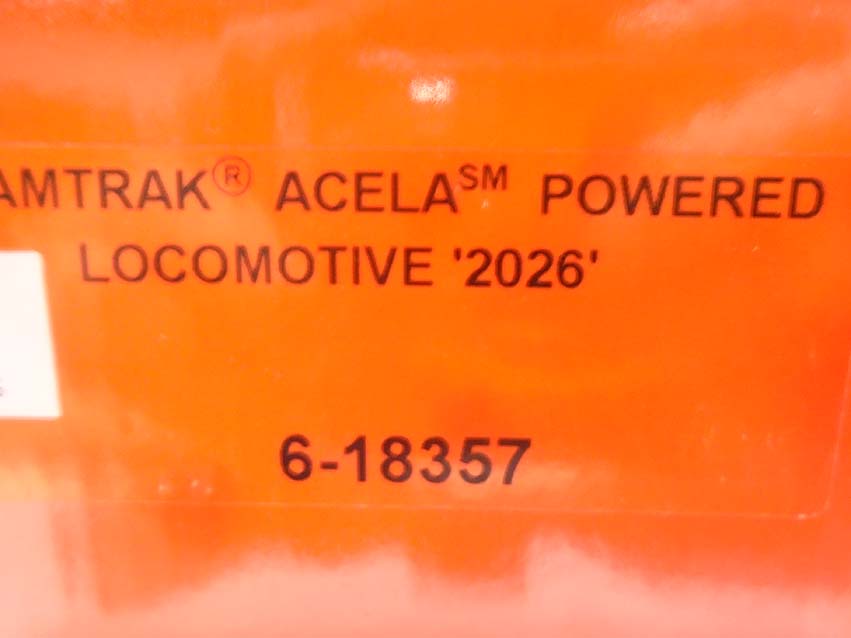 AMTRAK® ACELA℠ POWERED
LOCOMOTIVE '2026'
6-18357